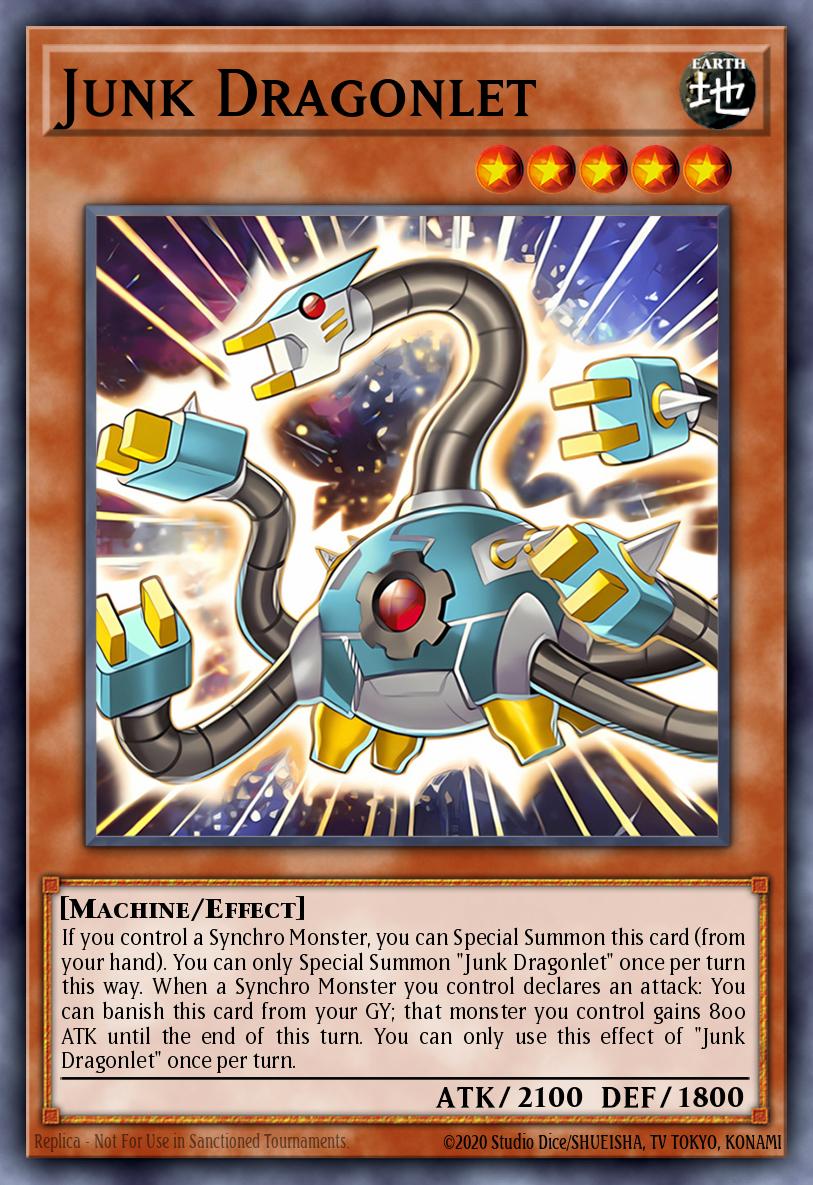 Junk Dragonlet
EARTH
地
[Machine/Effect]
If you control a Synchro Monster, you can Special Summon this card (from
your hand). You can only Special Summon "Junk Dragonlet" once per turn
this way. When a Synchro Monster you control declares an attack: You
can banish this card from your GY; that monster you control gains 800
ATK until the end of this turn. You can only use this effect of "Junk
Dragonlet" once per turn.
ATK/2100 DEF/1800
Replica - Not For Use in Sanctioned Tournaments.
©2020 Studio Dice/SHUEISHA, TV TOKYO, KONAMI